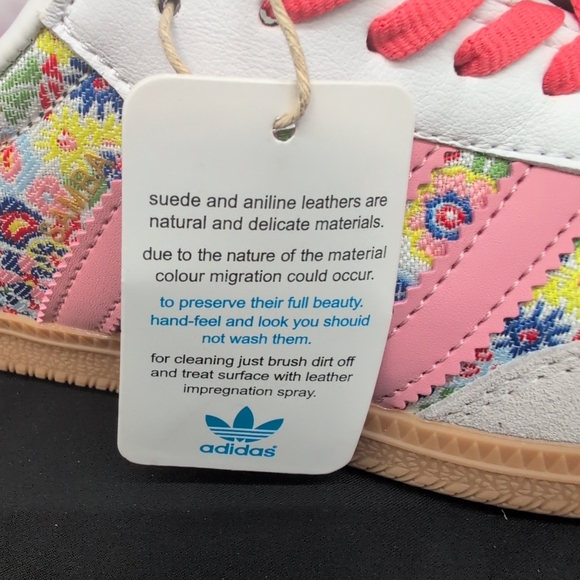 SAMBA
suede and aniline leathers are
natural and delicate materials.
due to the nature of the material
colour migration could occur.
to preserve their full beauty.
hand-feel and look you shouid
not wash them.
for cleaning just brush dirt off
and treat surface with leather
impregnation spray.
adidas